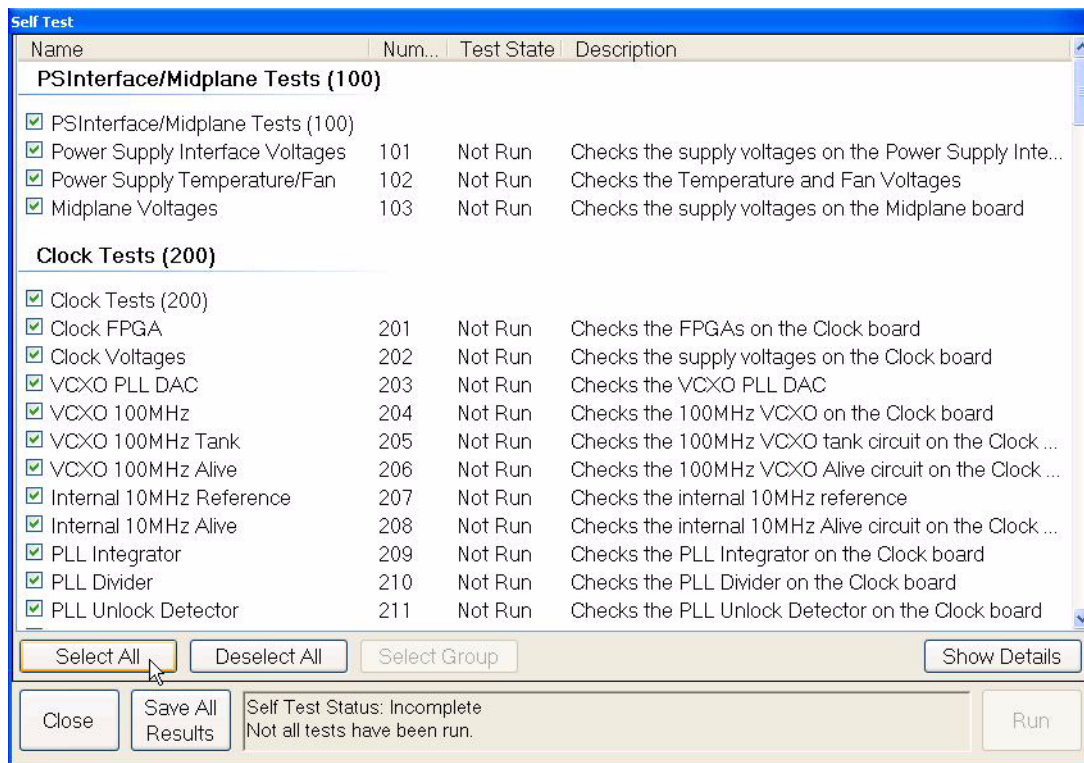 Self Test
Name Num... Test State Description
PSInterface/Midplane Tests (100)
PSInterface/Midplane Tests (100)
Power Supply Interface Voltages 101 Not Run Checks the supply voltages on the Power Supply Inte...
Power Supply Temperature/Fan 102 Not Run Checks the Temperature and Fan Voltages
Midplane Voltages 103 Not Run Checks the supply voltages on the Midplane board
Clock Tests (200)
Clock Tests (200)
Clock FPGA 201 Not Run Checks the FPGAs on the Clock board
Clock Voltages 202 Not Run Checks the supply voltages on the Clock board
VCXO PLL DAC 203 Not Run Checks the VCXO PLL DAC
VCXO 100MHz 204 Not Run Checks the 100MHz VCXO on the Clock board
VCXO 100MHz Tank 205 Not Run Checks the 100MHz VCXO tank circuit on the Clock ...
VCXO 100MHz Alive 206 Not Run Checks the 100MHz VCXO Alive circuit on the Clock ...
Internal 10MHz Reference 207 Not Run Checks the internal 10MHz reference
Internal 10MHz Alive 208 Not Run Checks the internal 10MHz Alive circuit on the Clock ...
PLL Integrator 209 Not Run Checks the PLL Integrator on the Clock board
PLL Divider 210 Not Run Checks the PLL Divider on the Clock board
PLL Unlock Detector 211 Not Run Checks the PLL Unlock Detector on the Clock board
Select All Deselect All Select Group Show Details
Close Save All Results Self Test Status: Incomplete
Not all tests have been run. Run